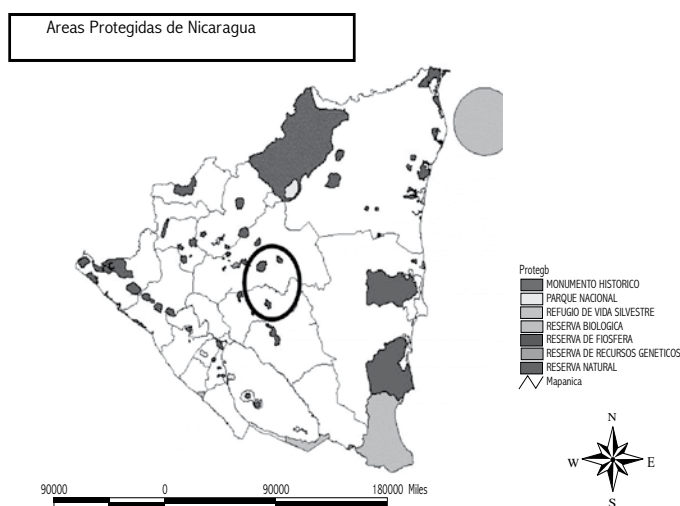 Areas Protegidas de Nicaragua
Protegb
MONUMENTO HISTORICO
PARQUE NACIONAL
REFUGIO DE VIDA SILVESTRE
RESERVA BIOLOGICA
RESERVA DE FIOSFERA
RESERVA DE RECURSOS GENETICOS
RESERVA NATURAL
Mapanica
N
W E
S
90000 0 90000 180000 Miles